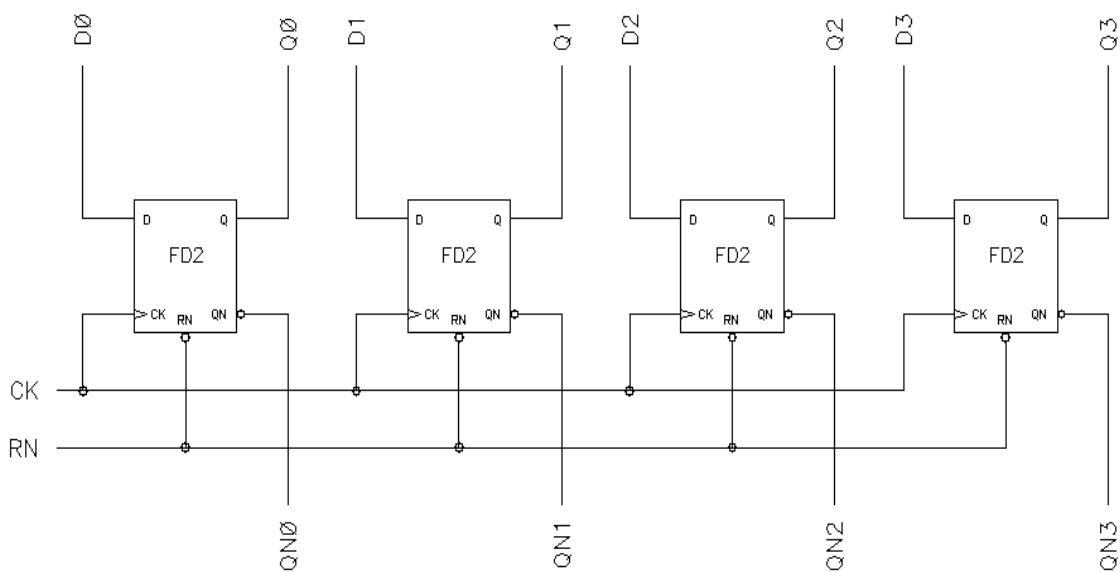 DØ QØ D1 Q1 D2 Q2 D3 Q3
D Q D Q D Q D Q
FD2 FD2 FD2 FD2
CK RN QN CK RN QN CK RN QN CK RN QN
CK
RN
QNØ QN1 QN2 QN3